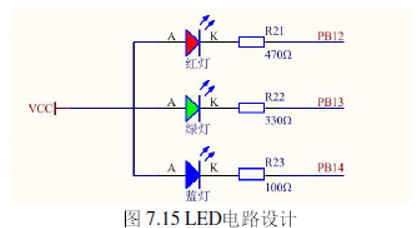 A K R21 PB12
红灯 470Ω
VCC A K R22 PB13
绿灯 330Ω
A K R23 PB14
蓝灯 100Ω
图 7.15 LED电路设计